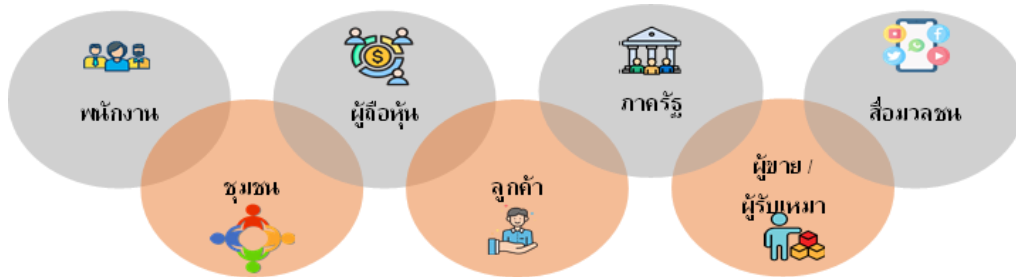 พนักงาน
ผู้ถือหุ้น
ภาครัฐ
สื่อมวลชน
ชุมชน
ลูกค้า
ผู้ขาย /
ผู้รับเหมา